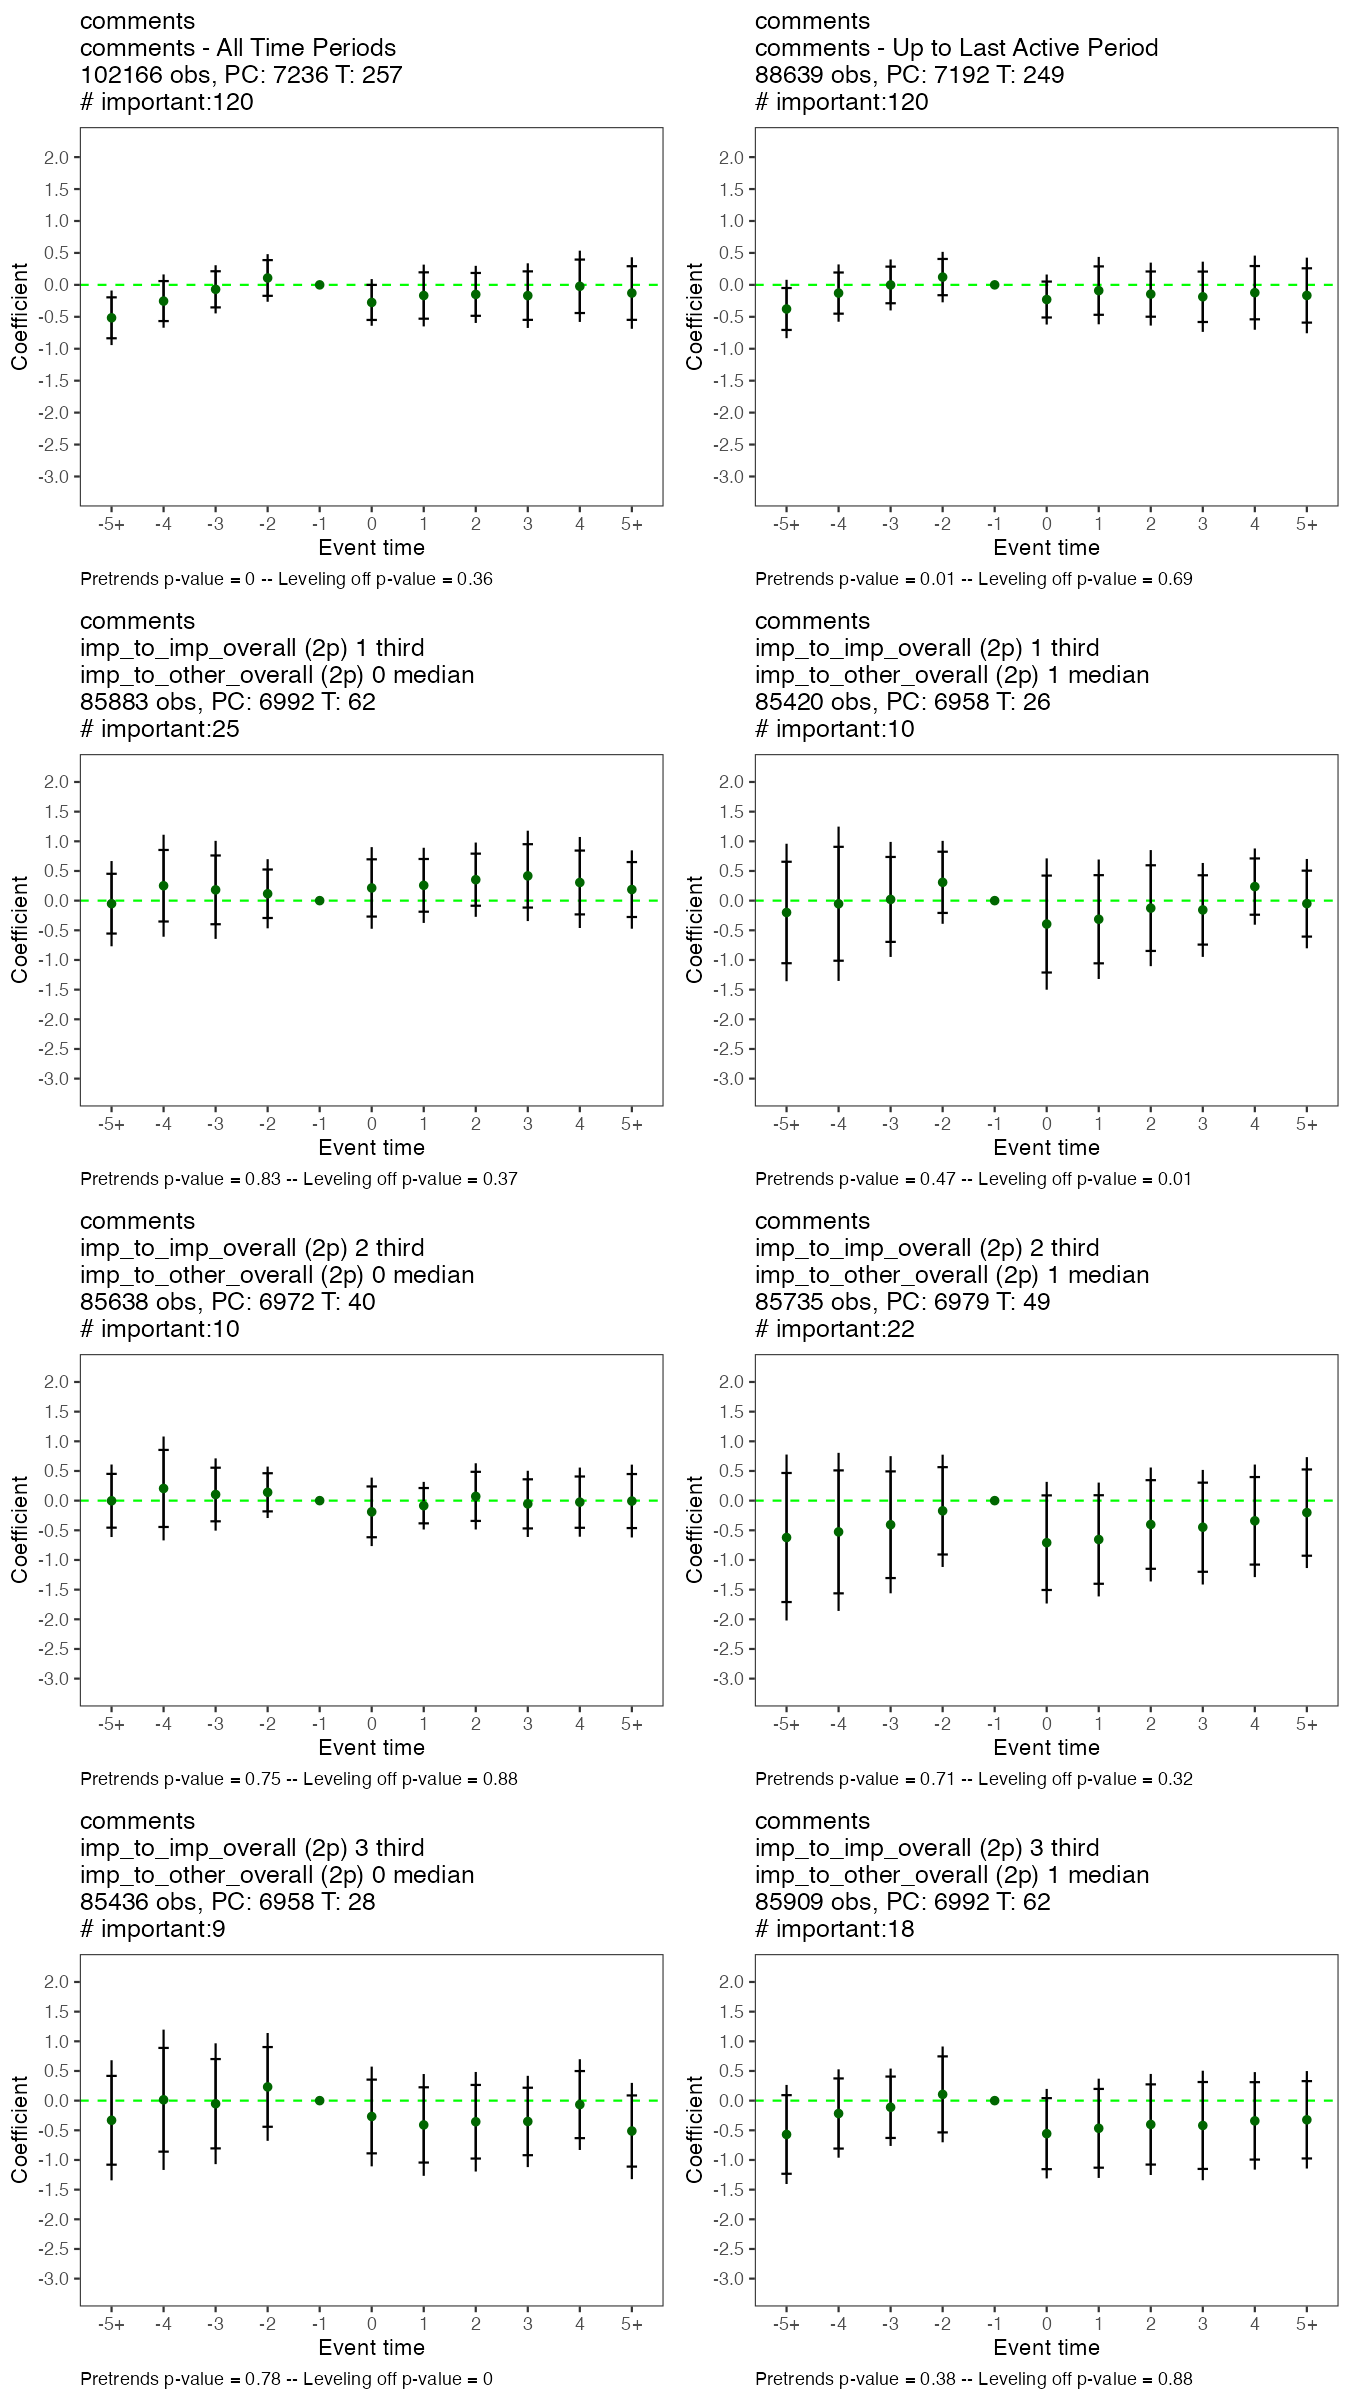 comments
comments - All Time Periods
102166 obs, PC: 7236 T: 257
# important:120
2.0
1.5
1.0
0.5
0.0
-0.5
-1.0
-1.5
-2.0
-2.5
-3.0
Coefficient
-5+ -4 -3 -2 -1 0 1 2 3 4 5+
Event time
Pretrends p-value = 0 -- Leveling off p-value = 0.36
comments
comments - Up to Last Active Period
88639 obs, PC: 7192 T: 249
# important:120
2.0
1.5
1.0
0.5
0.0
-0.5
-1.0
-1.5
-2.0
-2.5
-3.0
Coefficient
-5+ -4 -3 -2 -1 0 1 2 3 4 5+
Event time
Pretrends p-value = 0.01 -- Leveling off p-value = 0.69
comments
imp_to_imp_overall (2p) 1 third
imp_to_other_overall (2p) 0 median
85883 obs, PC: 6992 T: 62
# important:25
2.0
1.5
1.0
0.5
0.0
-0.5
-1.0
-1.5
-2.0
-2.5
-3.0
Coefficient
-5+ -4 -3 -2 -1 0 1 2 3 4 5+
Event time
Pretrends p-value = 0.83 -- Leveling off p-value = 0.37
comments
imp_to_imp_overall (2p) 1 third
imp_to_other_overall (2p) 1 median
85420 obs, PC: 6958 T: 26
# important:10
2.0
1.5
1.0
0.5
0.0
-0.5
-1.0
-1.5
-2.0
-2.5
-3.0
Coefficient
-5+ -4 -3 -2 -1 0 1 2 3 4 5+
Event time
Pretrends p-value = 0.47 -- Leveling off p-value = 0.01
comments
imp_to_imp_overall (2p) 2 third
imp_to_other_overall (2p) 0 median
85638 obs, PC: 6972 T: 40
# important:10
2.0
1.5
1.0
0.5
0.0
-0.5
-1.0
-1.5
-2.0
-2.5
-3.0
Coefficient
-5+ -4 -3 -2 -1 0 1 2 3 4 5+
Event time
Pretrends p-value = 0.75 -- Leveling off p-value = 0.88
comments
imp_to_imp_overall (2p) 2 third
imp_to_other_overall (2p) 1 median
85735 obs, PC: 6979 T: 49
# important:22
2.0
1.5
1.0
0.5
0.0
-0.5
-1.0
-1.5
-2.0
-2.5
-3.0
Coefficient
-5+ -4 -3 -2 -1 0 1 2 3 4 5+
Event time
Pretrends p-value = 0.71 -- Leveling off p-value = 0.32
comments
imp_to_imp_overall (2p) 3 third
imp_to_other_overall (2p) 0 median
85436 obs, PC: 6958 T: 28
# important:9
2.0
1.5
1.0
0.5
0.0
-0.5
-1.0
-1.5
-2.0
-2.5
-3.0
Coefficient
-5+ -4 -3 -2 -1 0 1 2 3 4 5+
Event time
Pretrends p-value = 0.78 -- Leveling off p-value = 0
comments
imp_to_imp_overall (2p) 3 third
imp_to_other_overall (2p) 1 median
85909 obs, PC: 6992 T: 62
# important:18
2.0
1.5
1.0
0.5
0.0
-0.5
-1.0
-1.5
-2.0
-2.5
-3.0
Coefficient
-5+ -4 -3 -2 -1 0 1 2 3 4 5+
Event time
Pretrends p-value = 0.38 -- Leveling off p-value = 0.88